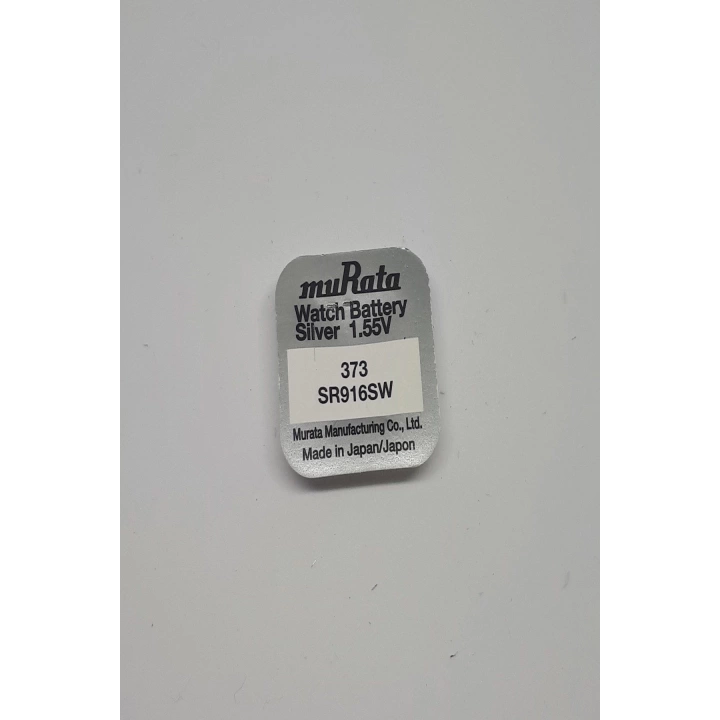 muRata
Watch Battery
Silver 1.55V
373
SR916SW
Murata Manufacturing Co., Ltd.
Made in Japan/Japon